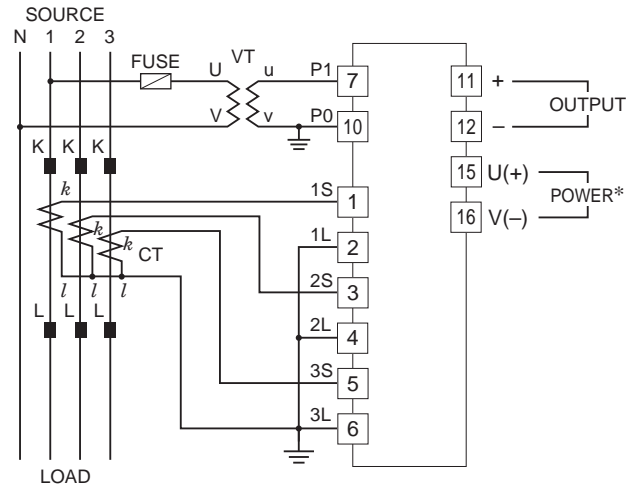 SOURCE
N 1 2 3
FUSE
U VT u P1 7 11 +
OUTPUT
V v P0 10 12 –
K K K
15 U(+)
POWER*
k 1S 1 16 V(–)
k
k CT
1L 2
l l l 2S 3
L L L
2L 4
3S 5
3L 6
LOAD